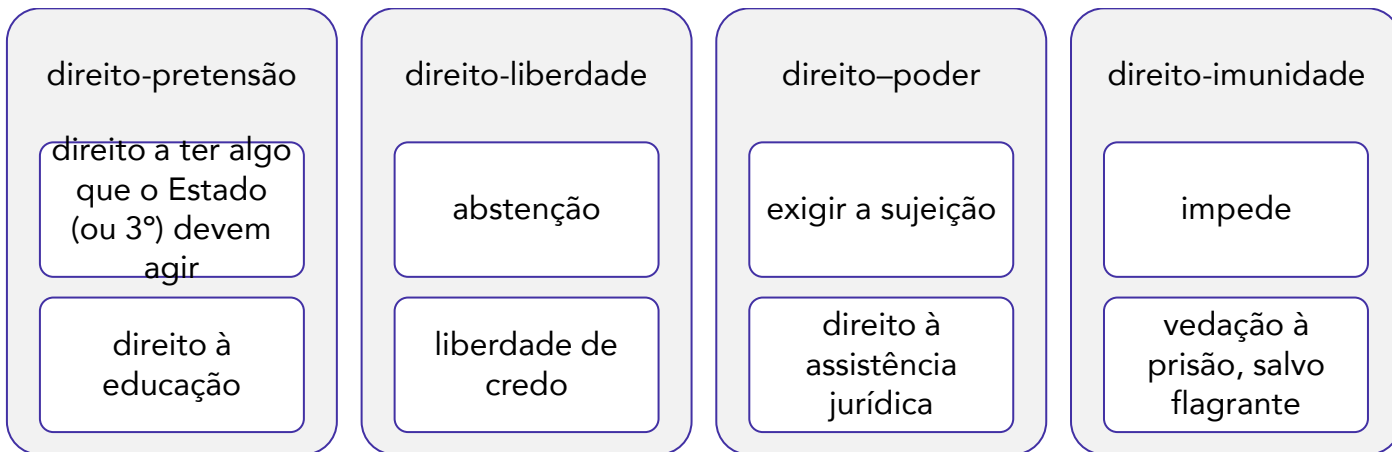 direito-pretensão
direito a ter algo
que o Estado
(ou 3º) devem
agir
direito à
educação
direito-liberdade
abstenção
liberdade de
credo
direito–poder
exigir a sujeição
direito à
assistência
jurídica
direito-imunidade
impede
vedação à
prisão, salvo
flagrante